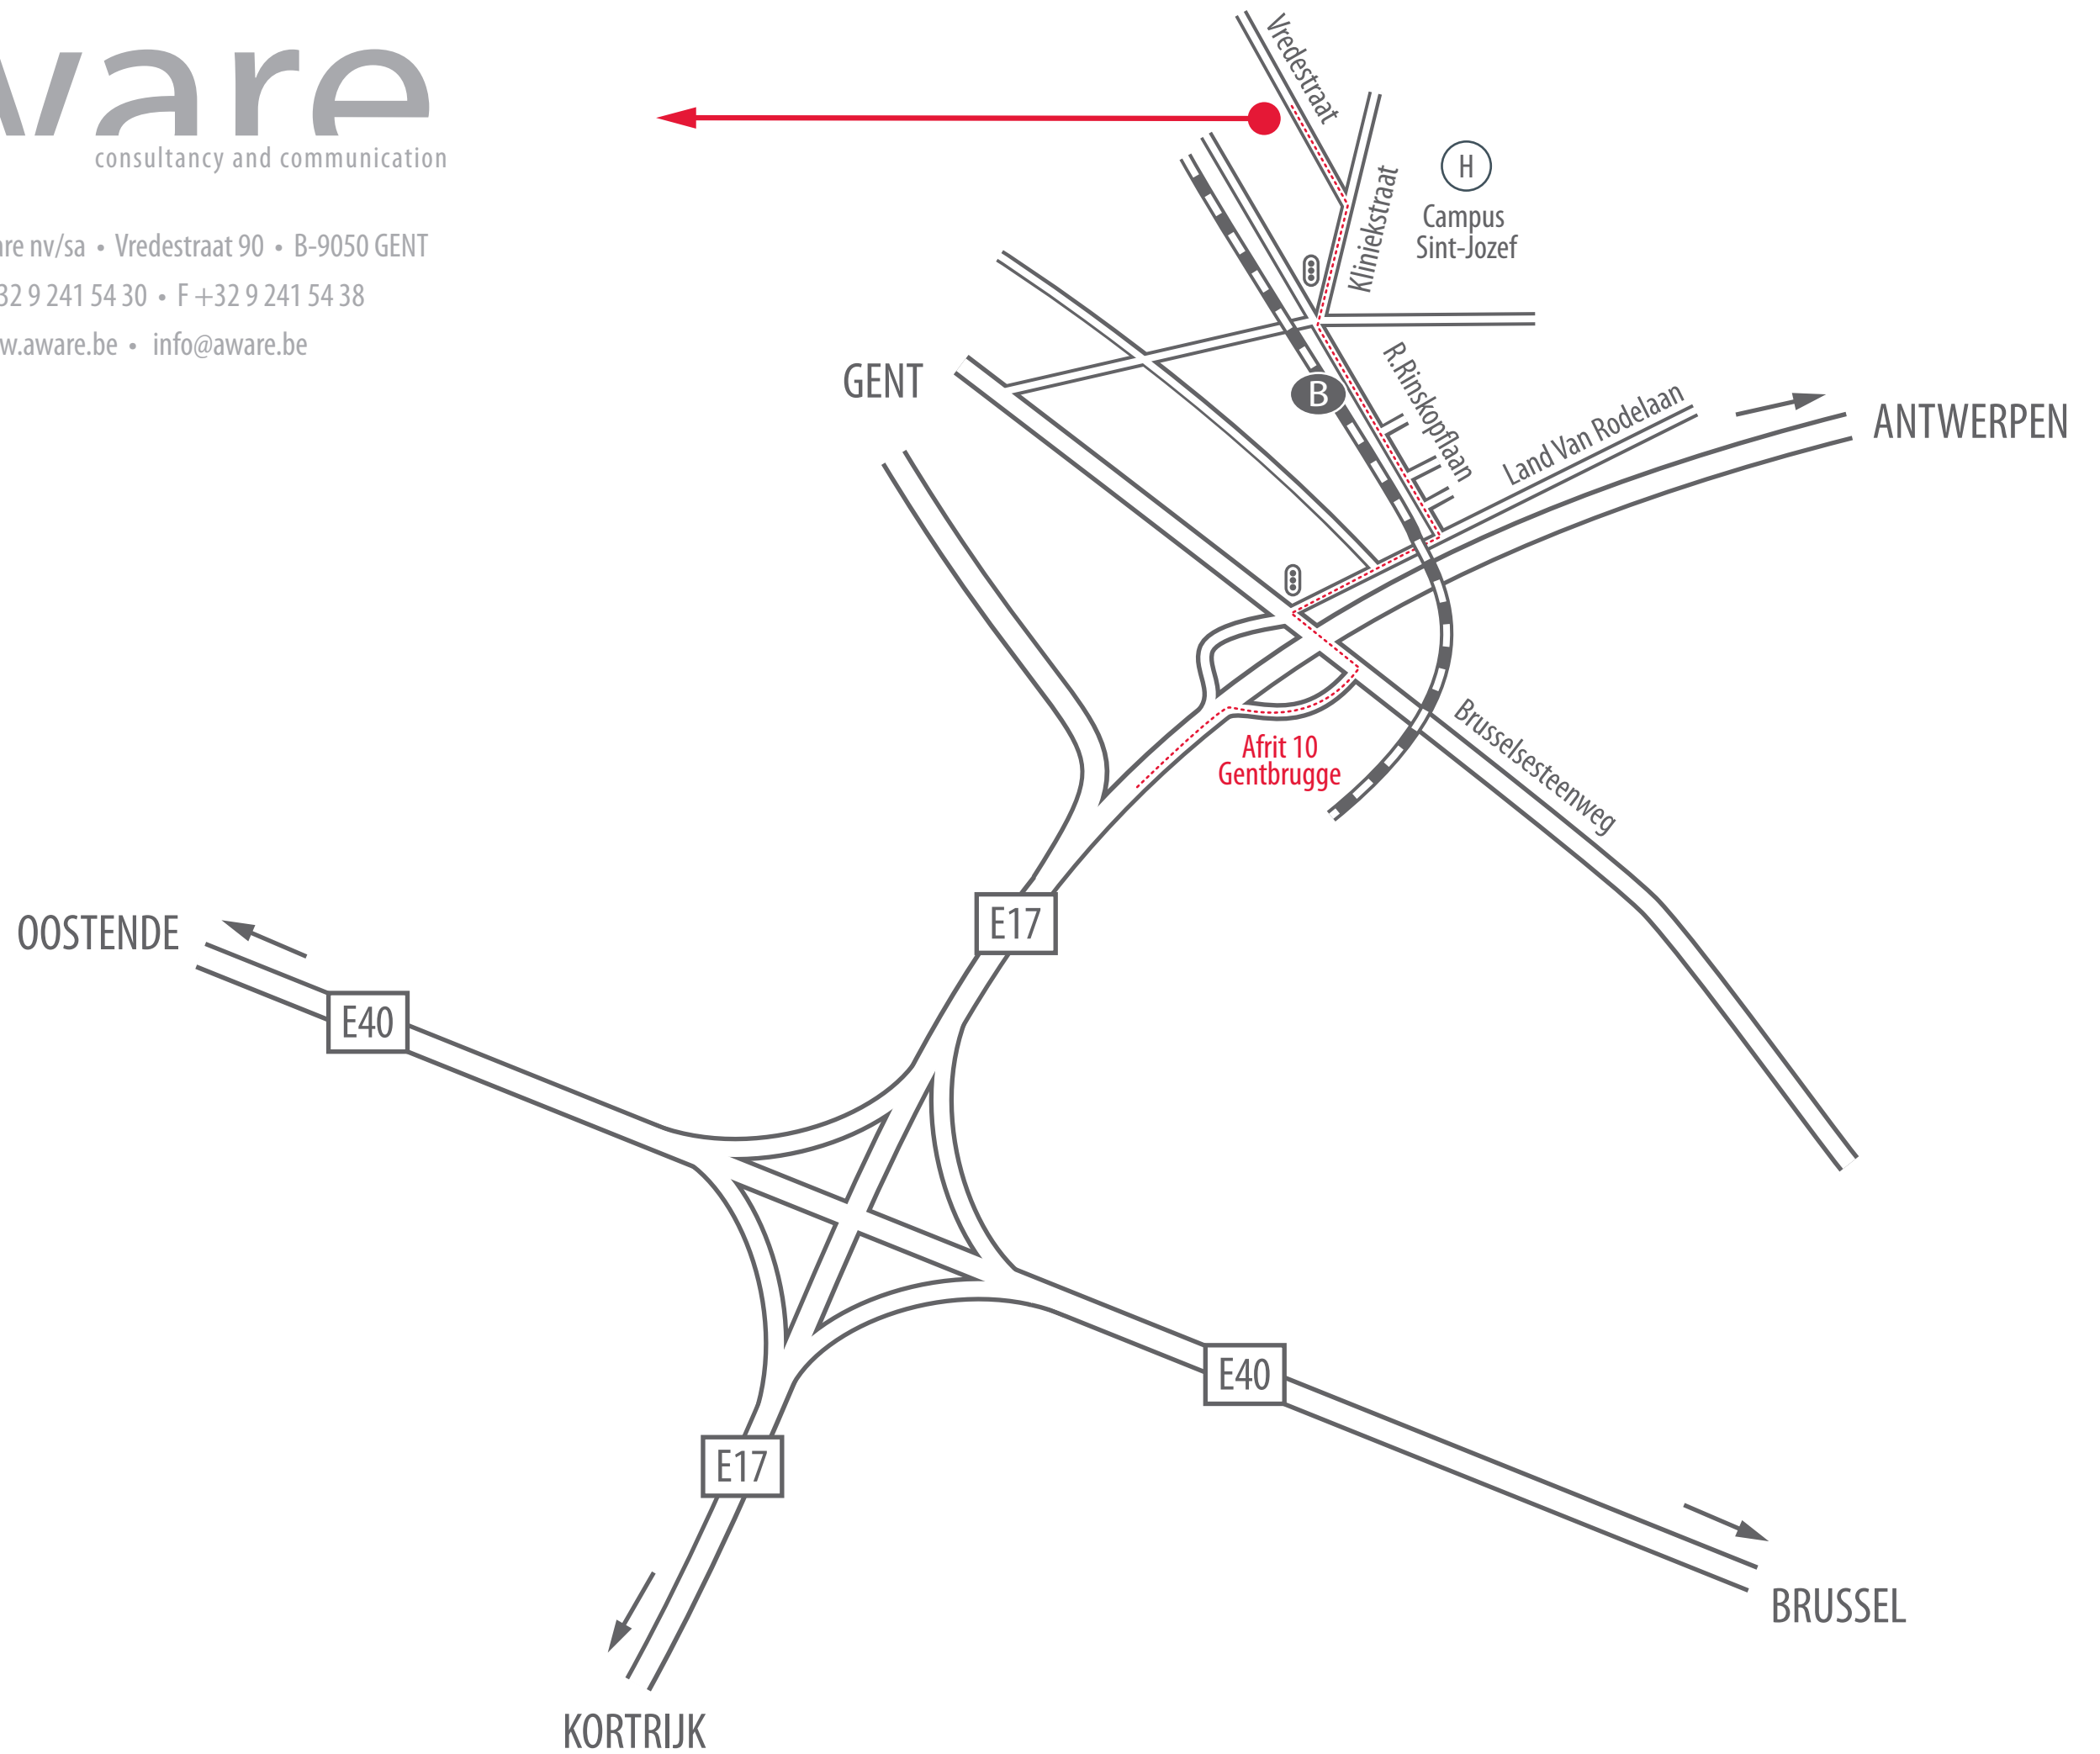 ware
consultancy and communication
are nv/sa • Vredestraat 90 • B-9050 GENT
32 9 241 54 30 • F +32 9 241 54 38
w.aware.be • info@aware.be
Vredestraat
Kliniekstraat
H
Campus
Sint-Jozef
GENT
B
R.Rinskopflaan
Land Van Rodelaan
ANTWERPEN
Afrit 10
Gentbrugge
Brusselsesteenweg
E17
OOSTENDE
E40
E40
E17
BRUSSEL
KORTRIJK